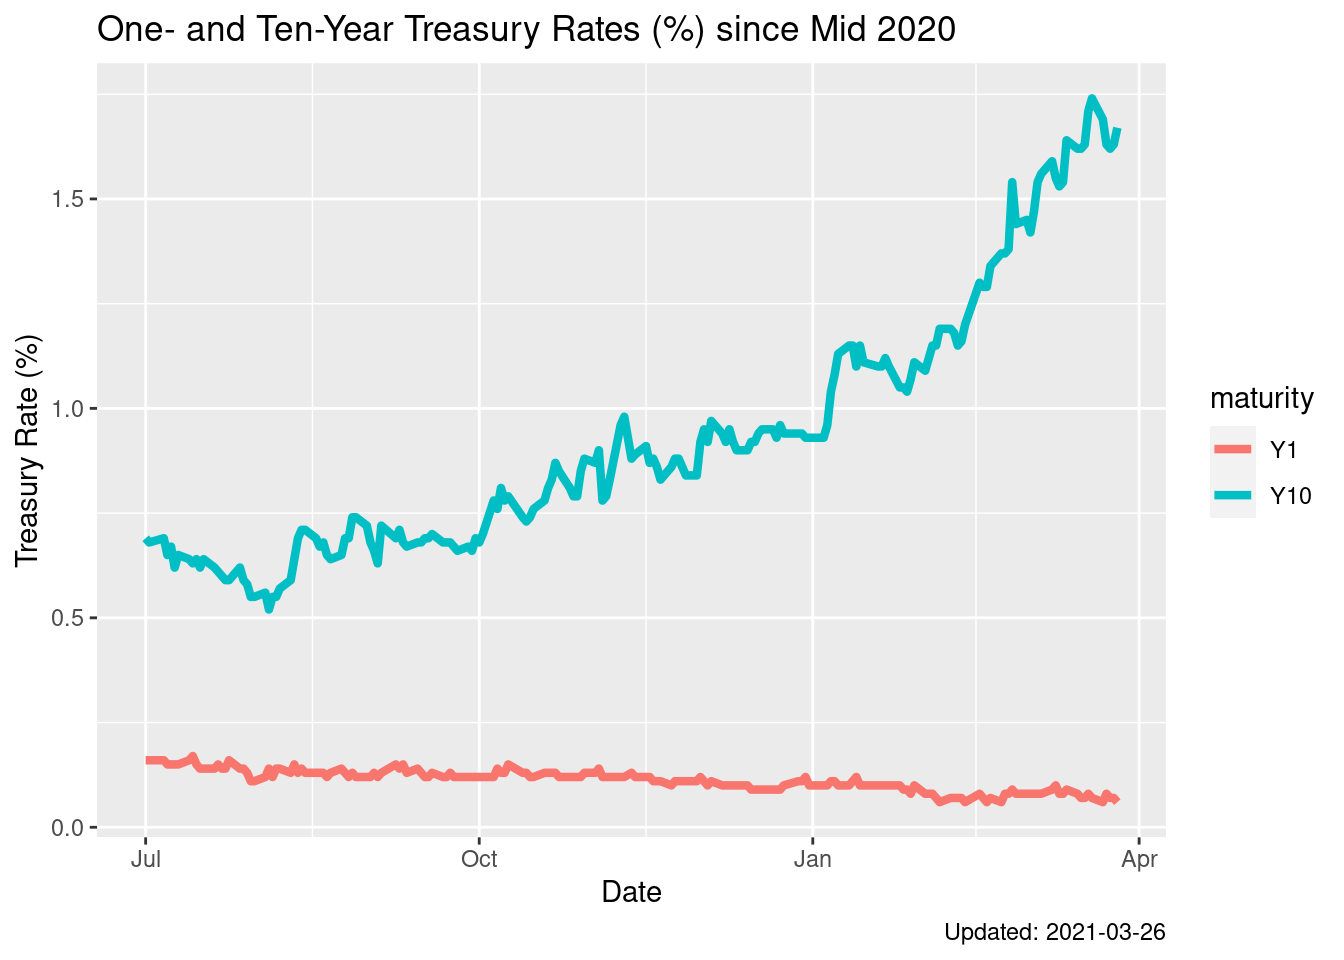 One- and Ten-Year Treasury Rates (%) since Mid 2020
Treasury Rate (%)
1.5
1.0
0.5
0.0
Jul
Oct
Jan
Apr
Date
maturity
Y1
Y10
Updated: 2021-03-26